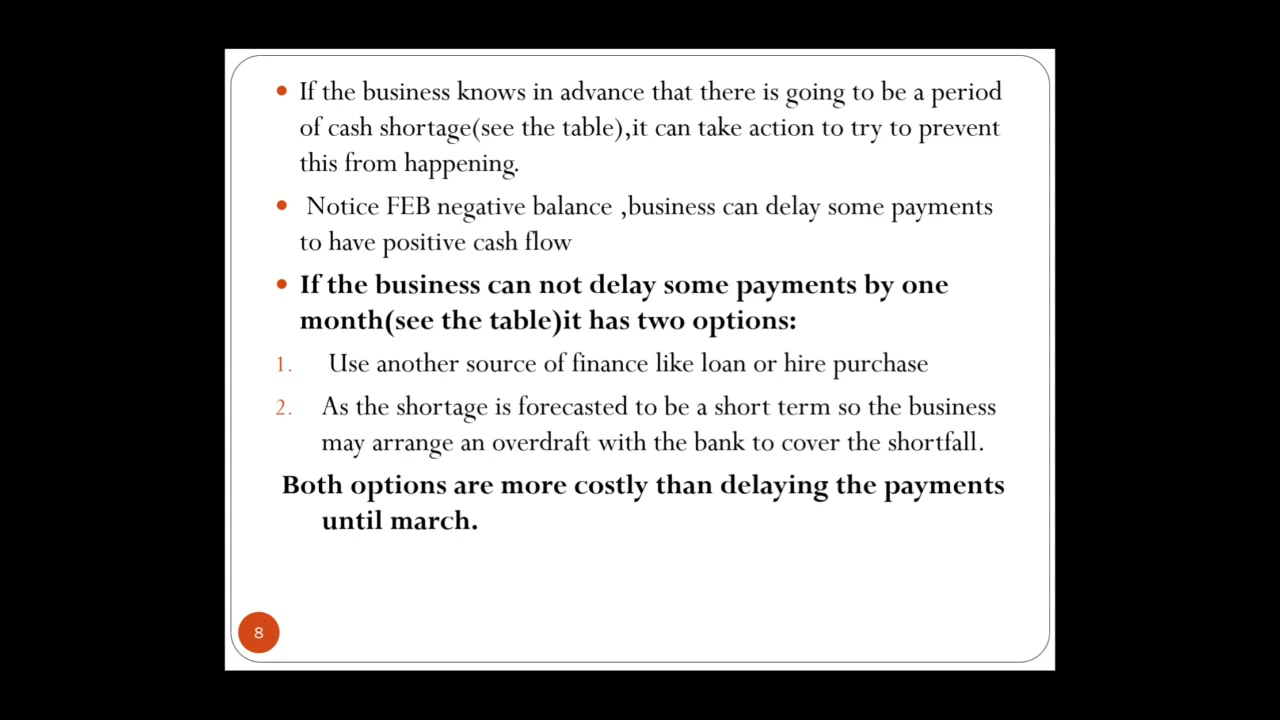 • If the business knows in advance that there is going to be a period
of cash shortage(see the table),it can take action to try to prevent
this from happening.
• Notice FEB negative balance ,business can delay some payments
to have positive cash flow
• If the business can not delay some payments by one
month(see the table)it has two options:
1. Use another source of finance like loan or hire purchase
2. As the shortage is forecasted to be a short term so the business
may arrange an overdraft with the bank to cover the shortfall.
Both options are more costly than delaying the payments
until march.
8